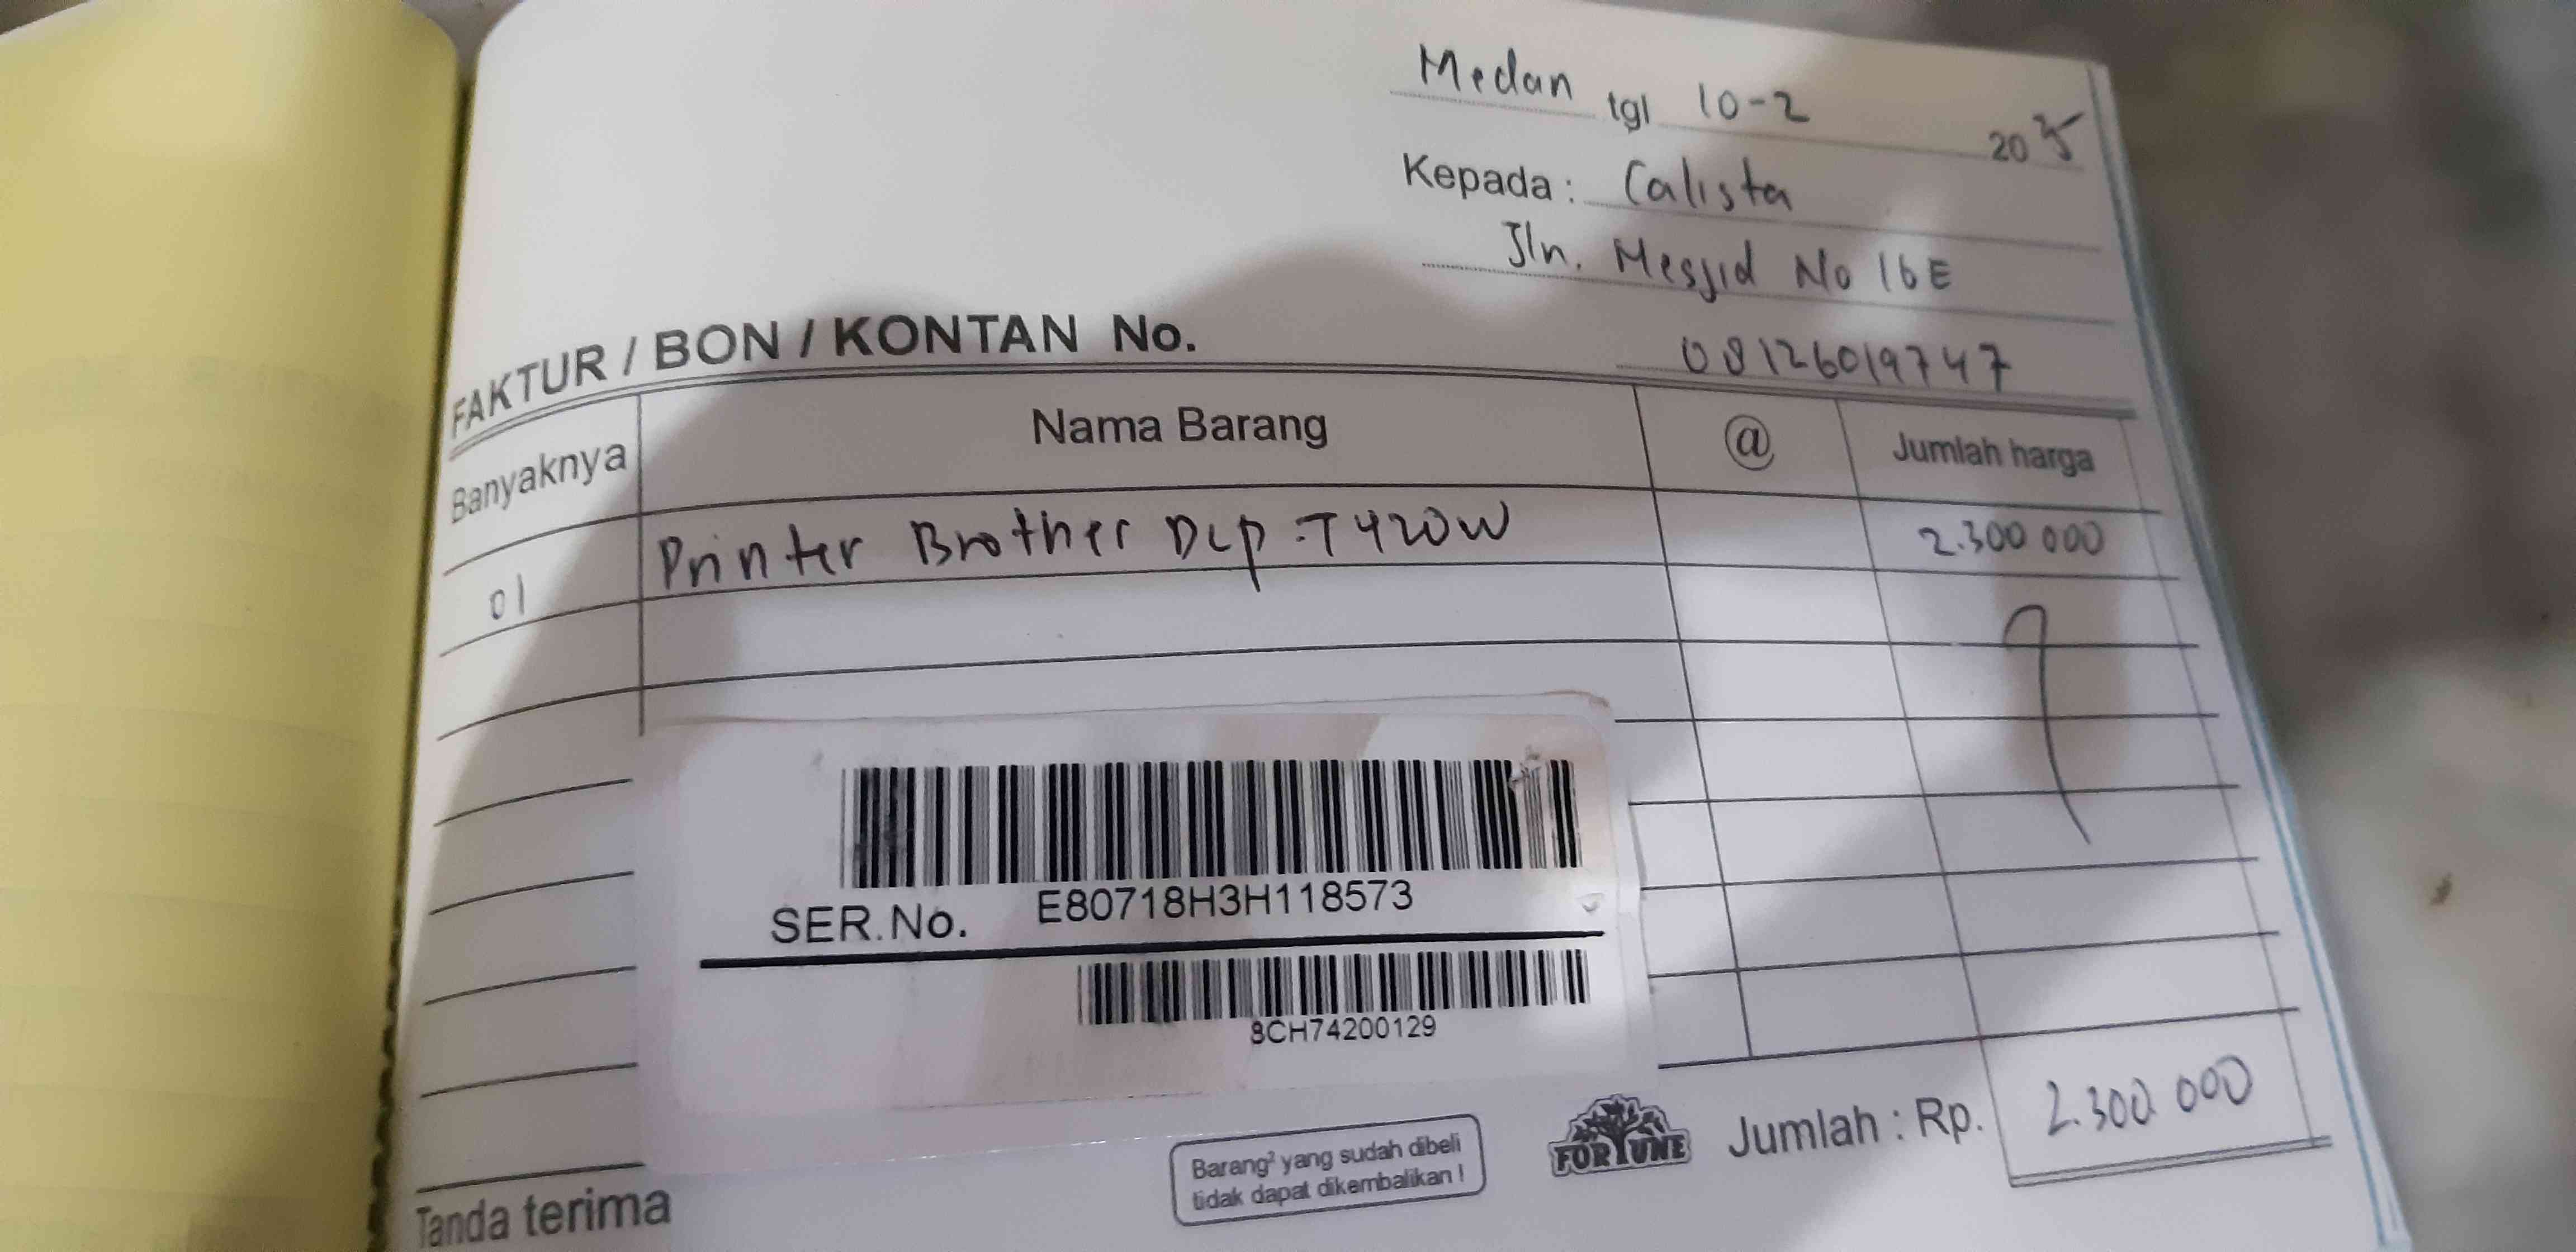 Medan tgl 10-2 2025
Kepada : Calista
Jln. Mesjid No 16E
08126019747
FAKTUR / BON / KONTAN No.
Banyaknya Nama Barang @ Jumlah harga
01 Printer Brother Dcp-T420W 2.300 000
SER.No. E80718H3H118573
8CH74200129
Barang² yang sudah dibeli
tidak dapat dikembalikan !
FORTUNE
Jumlah : Rp. 2.300 000
Tanda terima